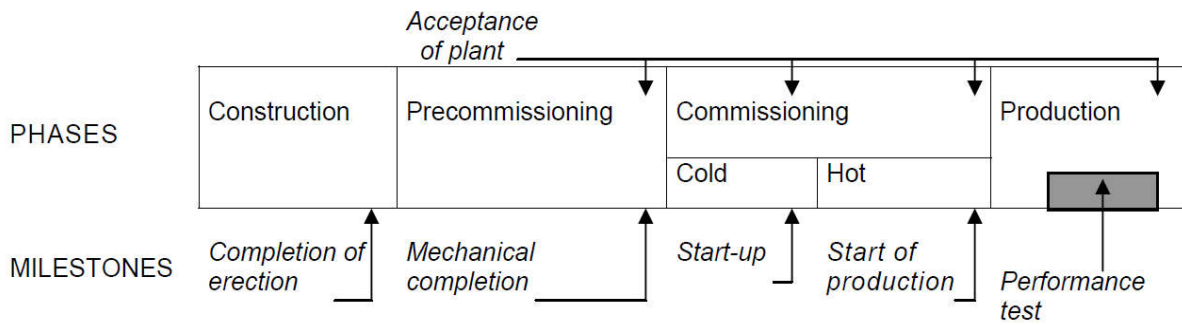 Acceptance
of plant
Construction
Precommissioning
Commissioning
Production
PHASES
Cold
Hot
MILESTONES
Completion of
erection
Mechanical
completion
Start-up
Start of
production
Performance
test